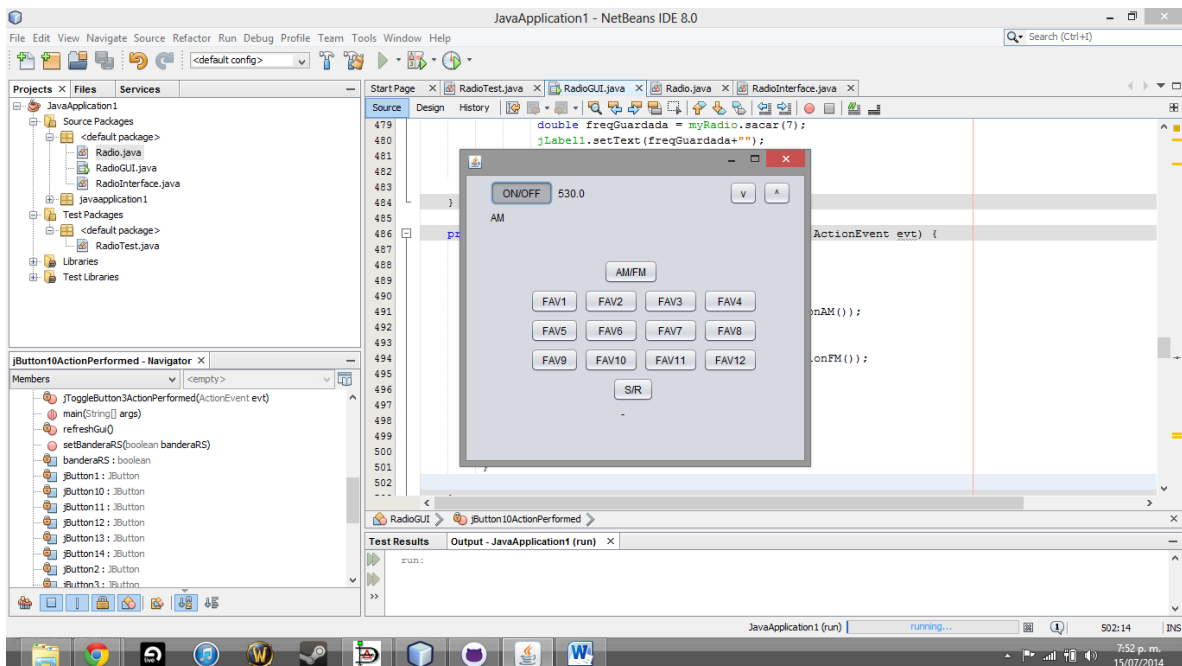 JavaApplication1 - NetBeans IDE 8.0
File Edit View Navigate Source Refactor Run Debug Profile Team Tools Window Help
Search (Ctrl+I)
<default config>
Projects Files Services
JavaApplication1
Source Packages
<default package>
Radio.java
RadioGUI.java
RadioInterface.java
javaapplication1
Test Packages
<default package>
RadioTest.java
Libraries
Test Libraries
jButton10ActionPerformed - Navigator
Members <empty>
jToggleButton3ActionPerformed(ActionEvent evt)
main(String[] args)
refreshGui()
setBanderaRS(boolean banderaRS)
banderaRS : boolean
jButton1 : JButton
jButton10 : JButton
jButton11 : JButton
jButton12 : JButton
jButton13 : JButton
jButton14 : JButton
jButton2 : JButton
jButton3 : JButton
Start Page RadioTest.java RadioGUI.java Radio.java RadioInterface.java
Source Design History
479 double freqGuardada = myRadio.sacar(7);
480 jLabel1.setText(freqGuardada+"");
481
482
483
484 }
485
486 pr ActionEvent evt) {
487
488
489
490
491 onAM());
492
493
494 onFM());
495
496
497
498
499
500
501 }
502
ON/OFF 530.0 v ^
AM
AM/FM
FAV1 FAV2 FAV3 FAV4
FAV5 FAV6 FAV7 FAV8
FAV9 FAV10 FAV11 FAV12
S/R
-
RadioGUI jButton10ActionPerformed
Test Results Output - JavaApplication1 (run)
run:
JavaApplication1 (run) running... 1 502:14 INS
live
W
W
7:52 p. m.
15/07/2014